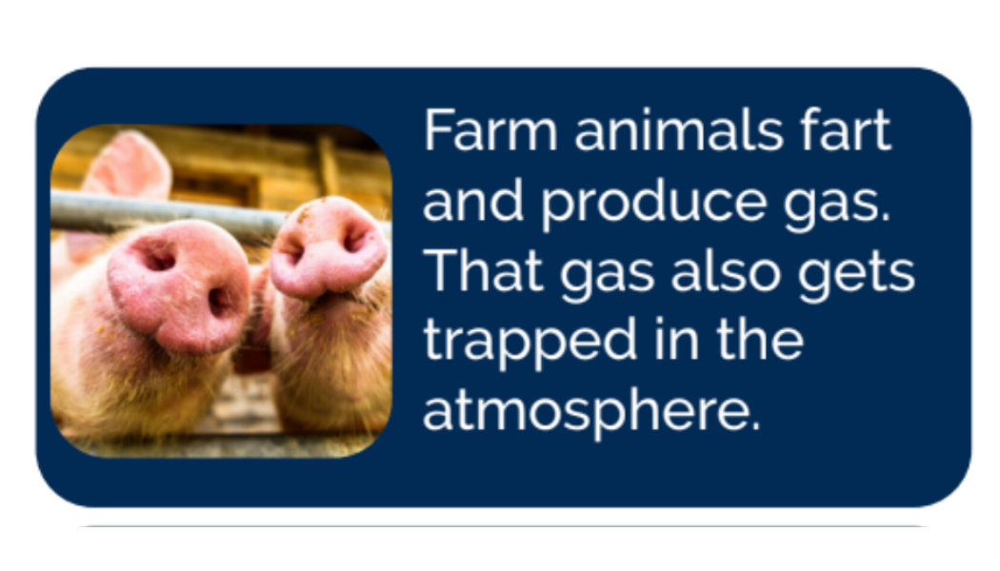 Farm animals fart
and produce gas.
That gas also gets
trapped in the
atmosphere.